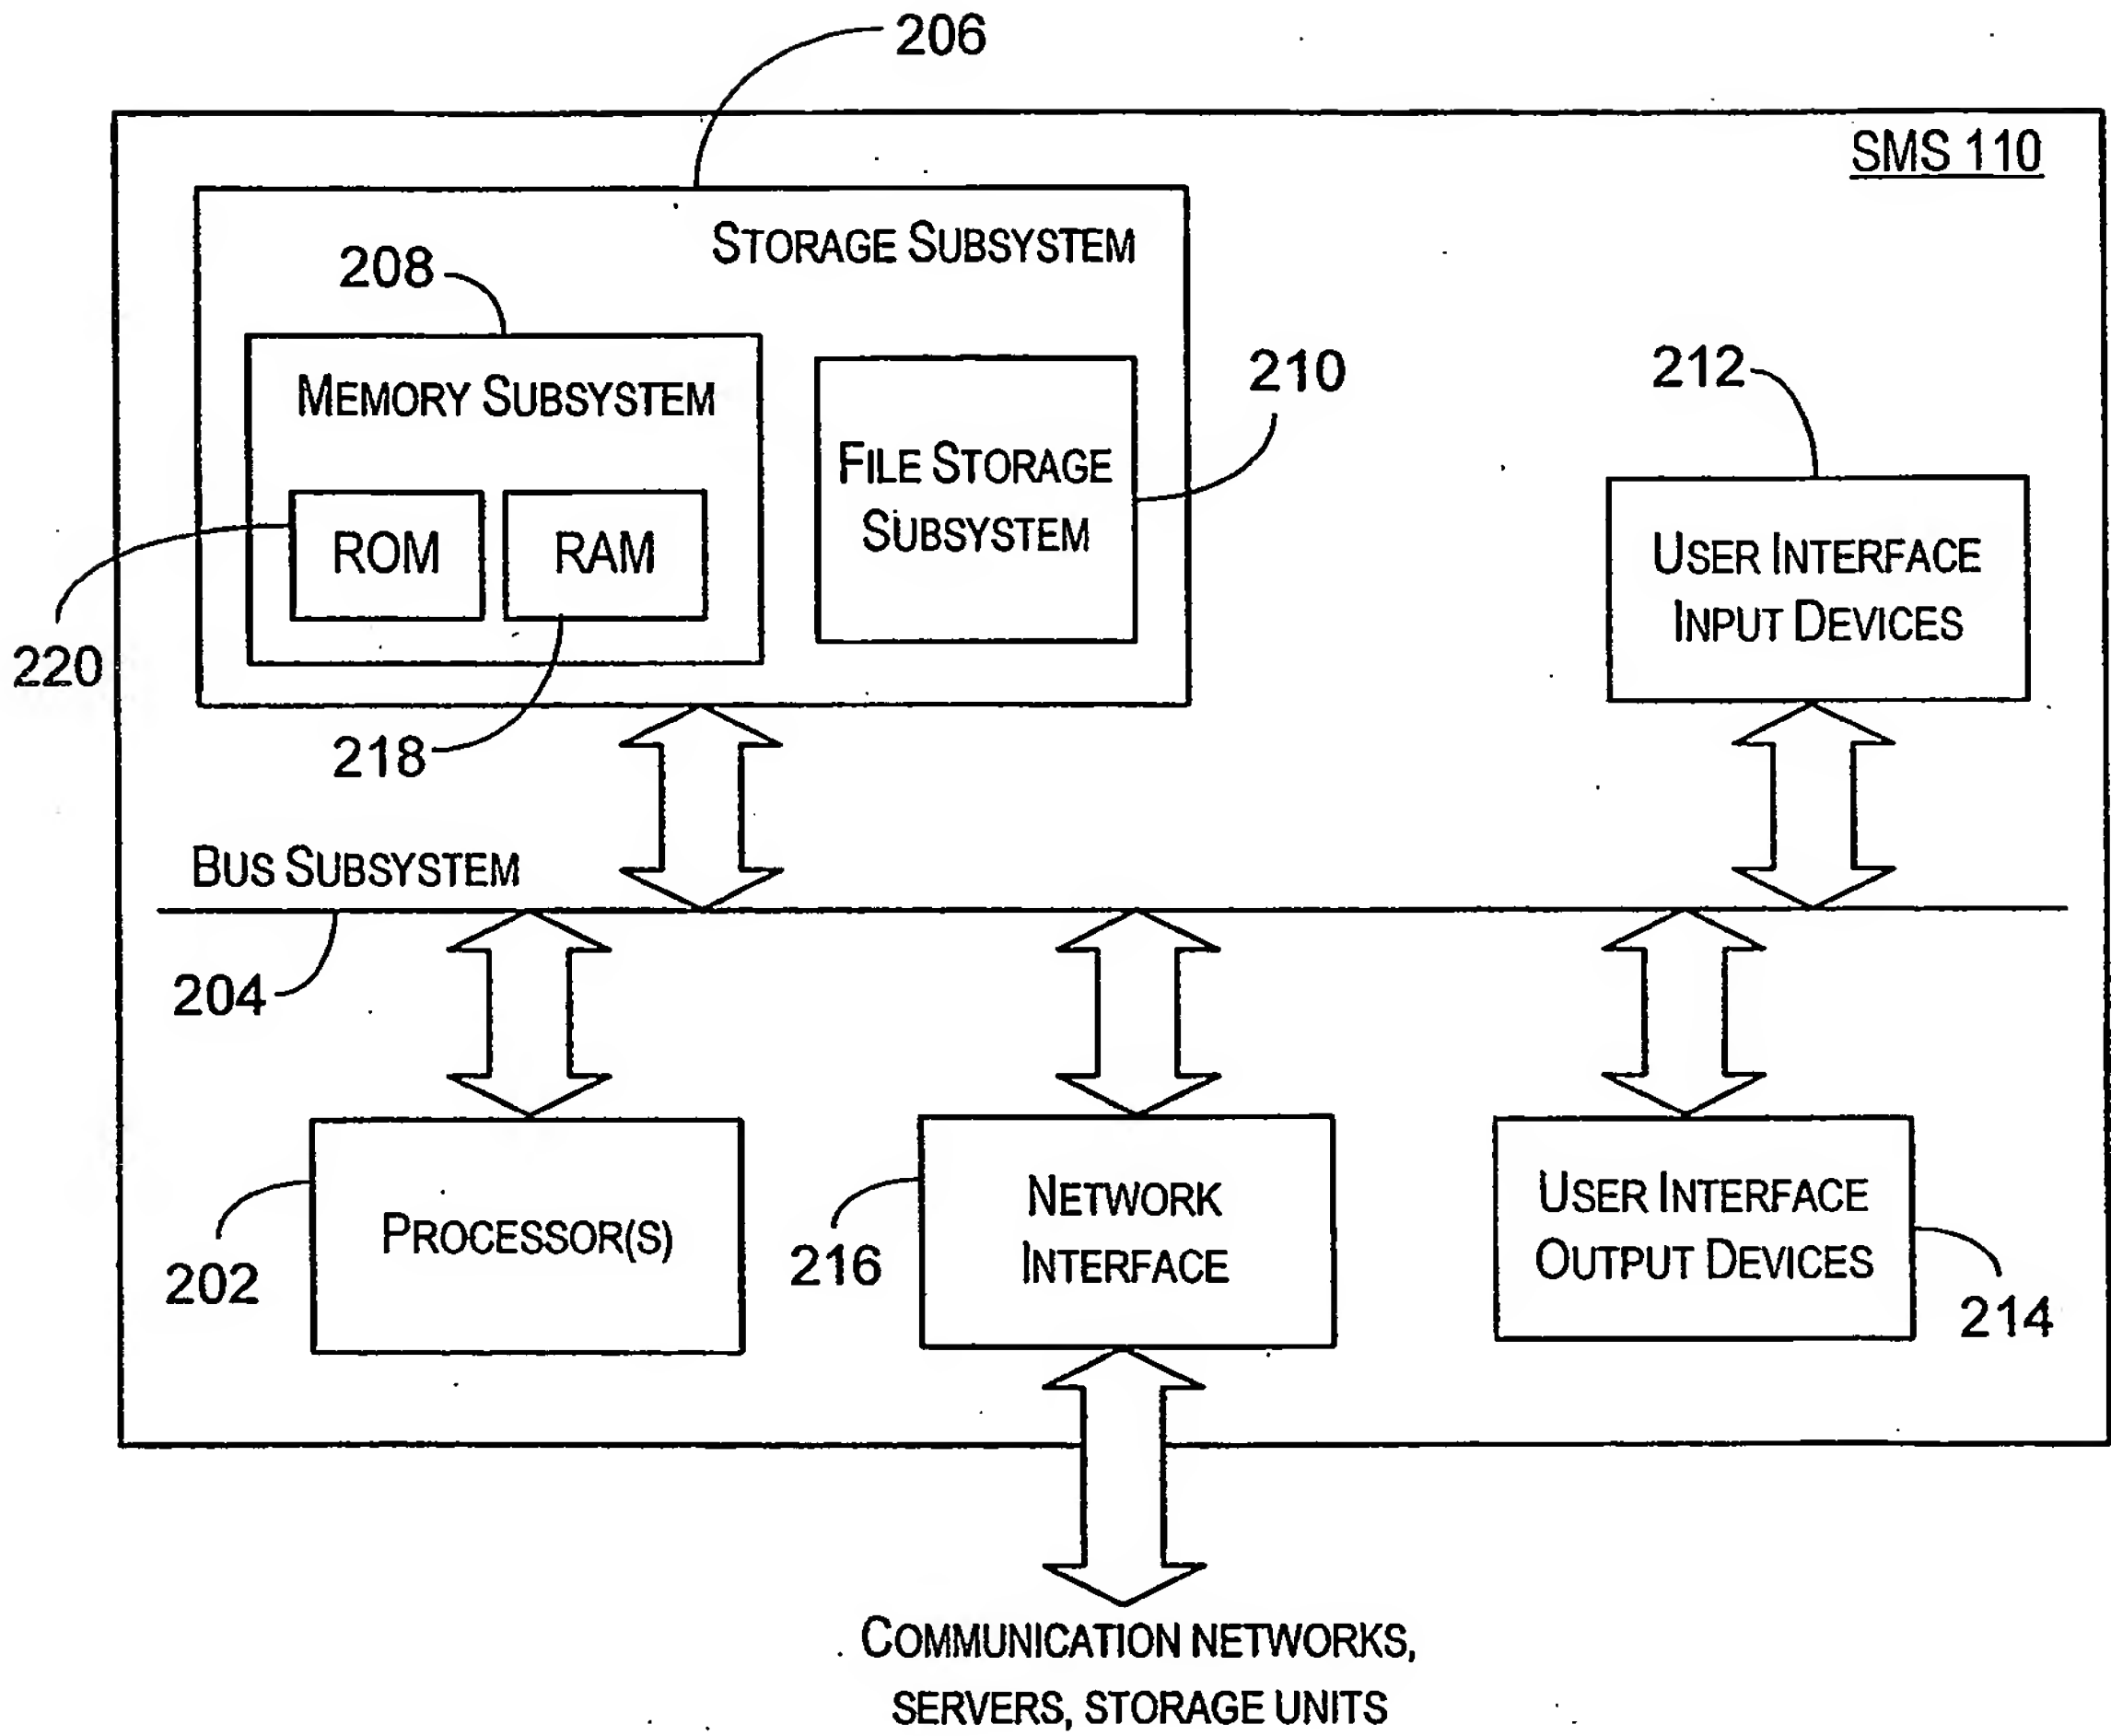 206
SMS 110
STORAGE SUBSYSTEM
208
MEMORY SUBSYSTEM
210
212
FILE STORAGE
SUBSYSTEM
ROM
RAM
USER INTERFACE
INPUT DEVICES
220
218
BUS SUBSYSTEM
204
PROCESSOR(S)
202
NETWORK
INTERFACE
216
USER INTERFACE
OUTPUT DEVICES
214
COMMUNICATION NETWORKS,
SERVERS, STORAGE UNITS